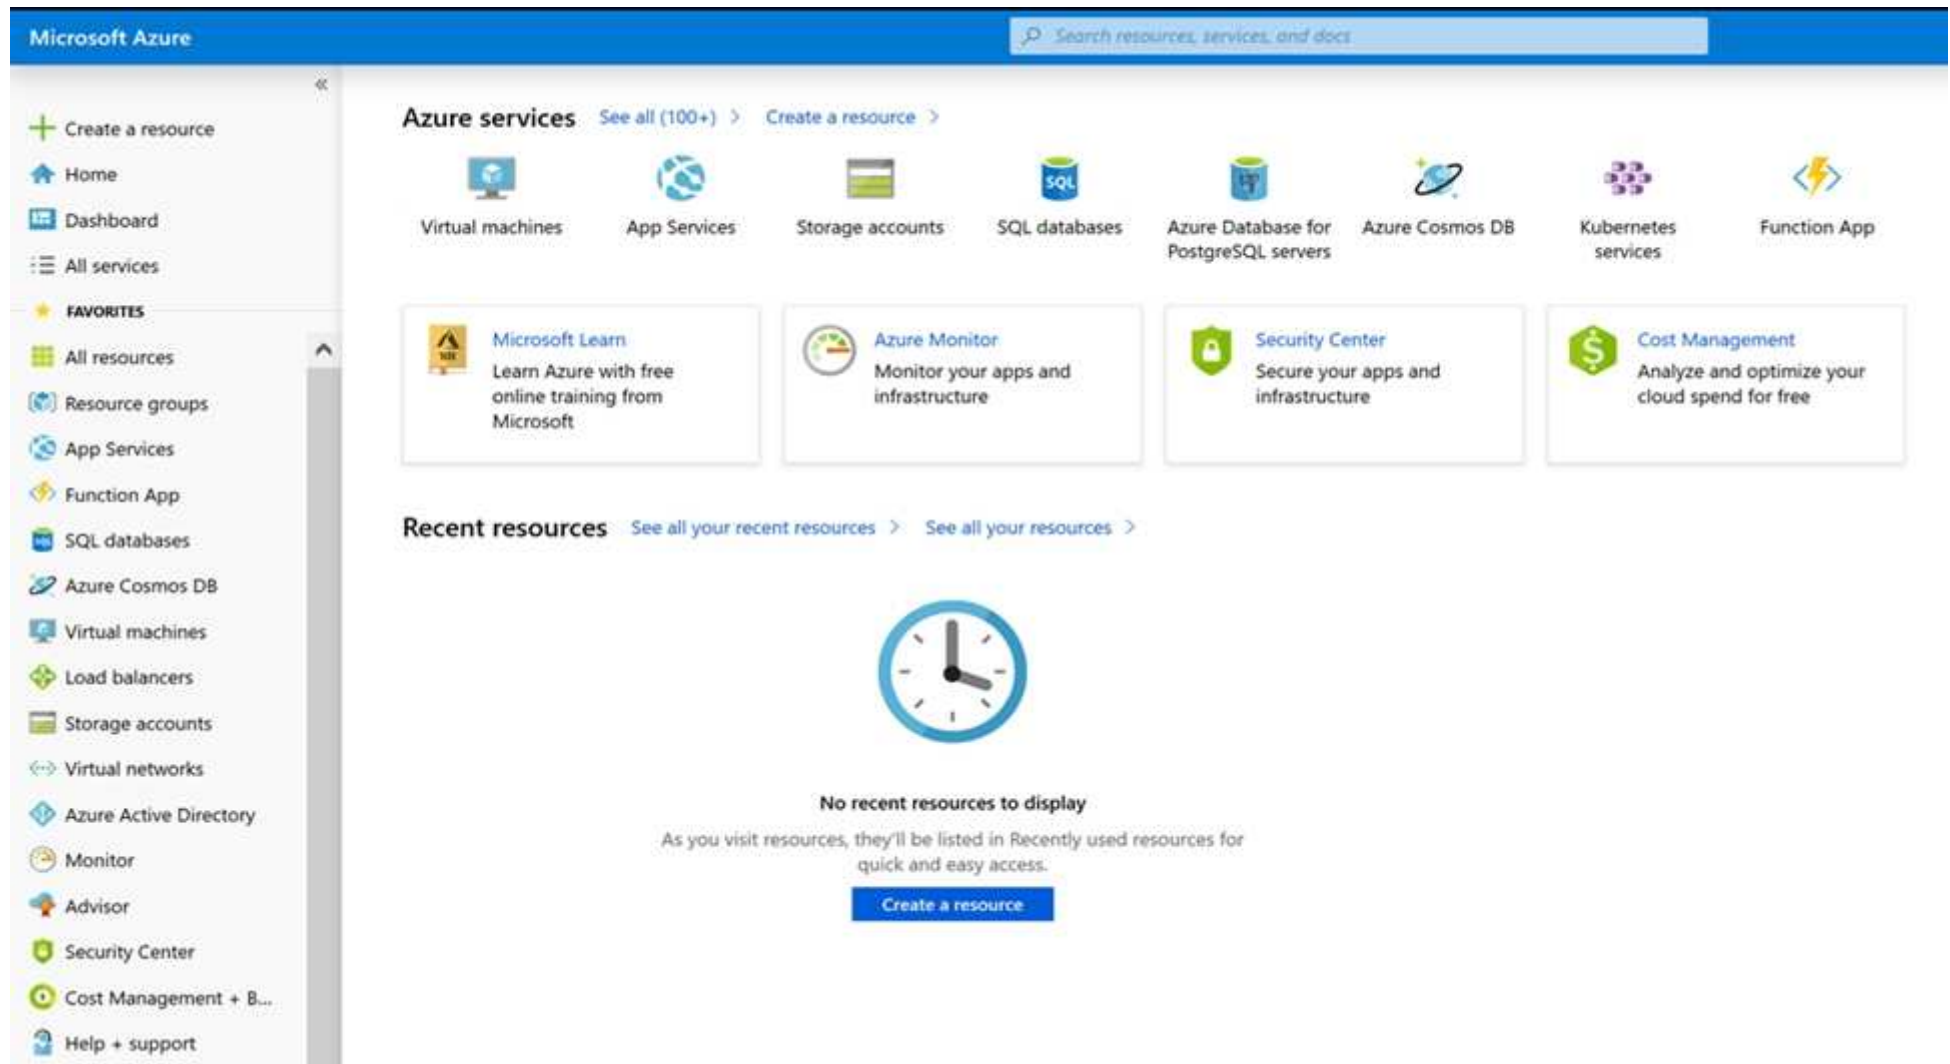 Microsoft Azure
Search resources, services, and docs
«
Create a resource
Home
Dashboard
All services
FAVORITES
All resources
Resource groups
App Services
Function App
SQL databases
Azure Cosmos DB
Virtual machines
Load balancers
Storage accounts
Virtual networks
Azure Active Directory
Monitor
Advisor
Security Center
Cost Management + B...
Help + support
Azure services See all (100+) > Create a resource >
Virtual machines
App Services
Storage accounts
SQL
SQL databases
Azure Database for
PostgreSQL servers
Azure Cosmos DB
Kubernetes
services
Function App
Microsoft Learn
Learn Azure with free
online training from
Microsoft
Azure Monitor
Monitor your apps and
infrastructure
Security Center
Secure your apps and
infrastructure
Cost Management
Analyze and optimize your
cloud spend for free
Recent resources See all your recent resources > See all your resources >
No recent resources to display
As you visit resources, they'll be listed in Recently used resources for
quick and easy access.
Create a resource